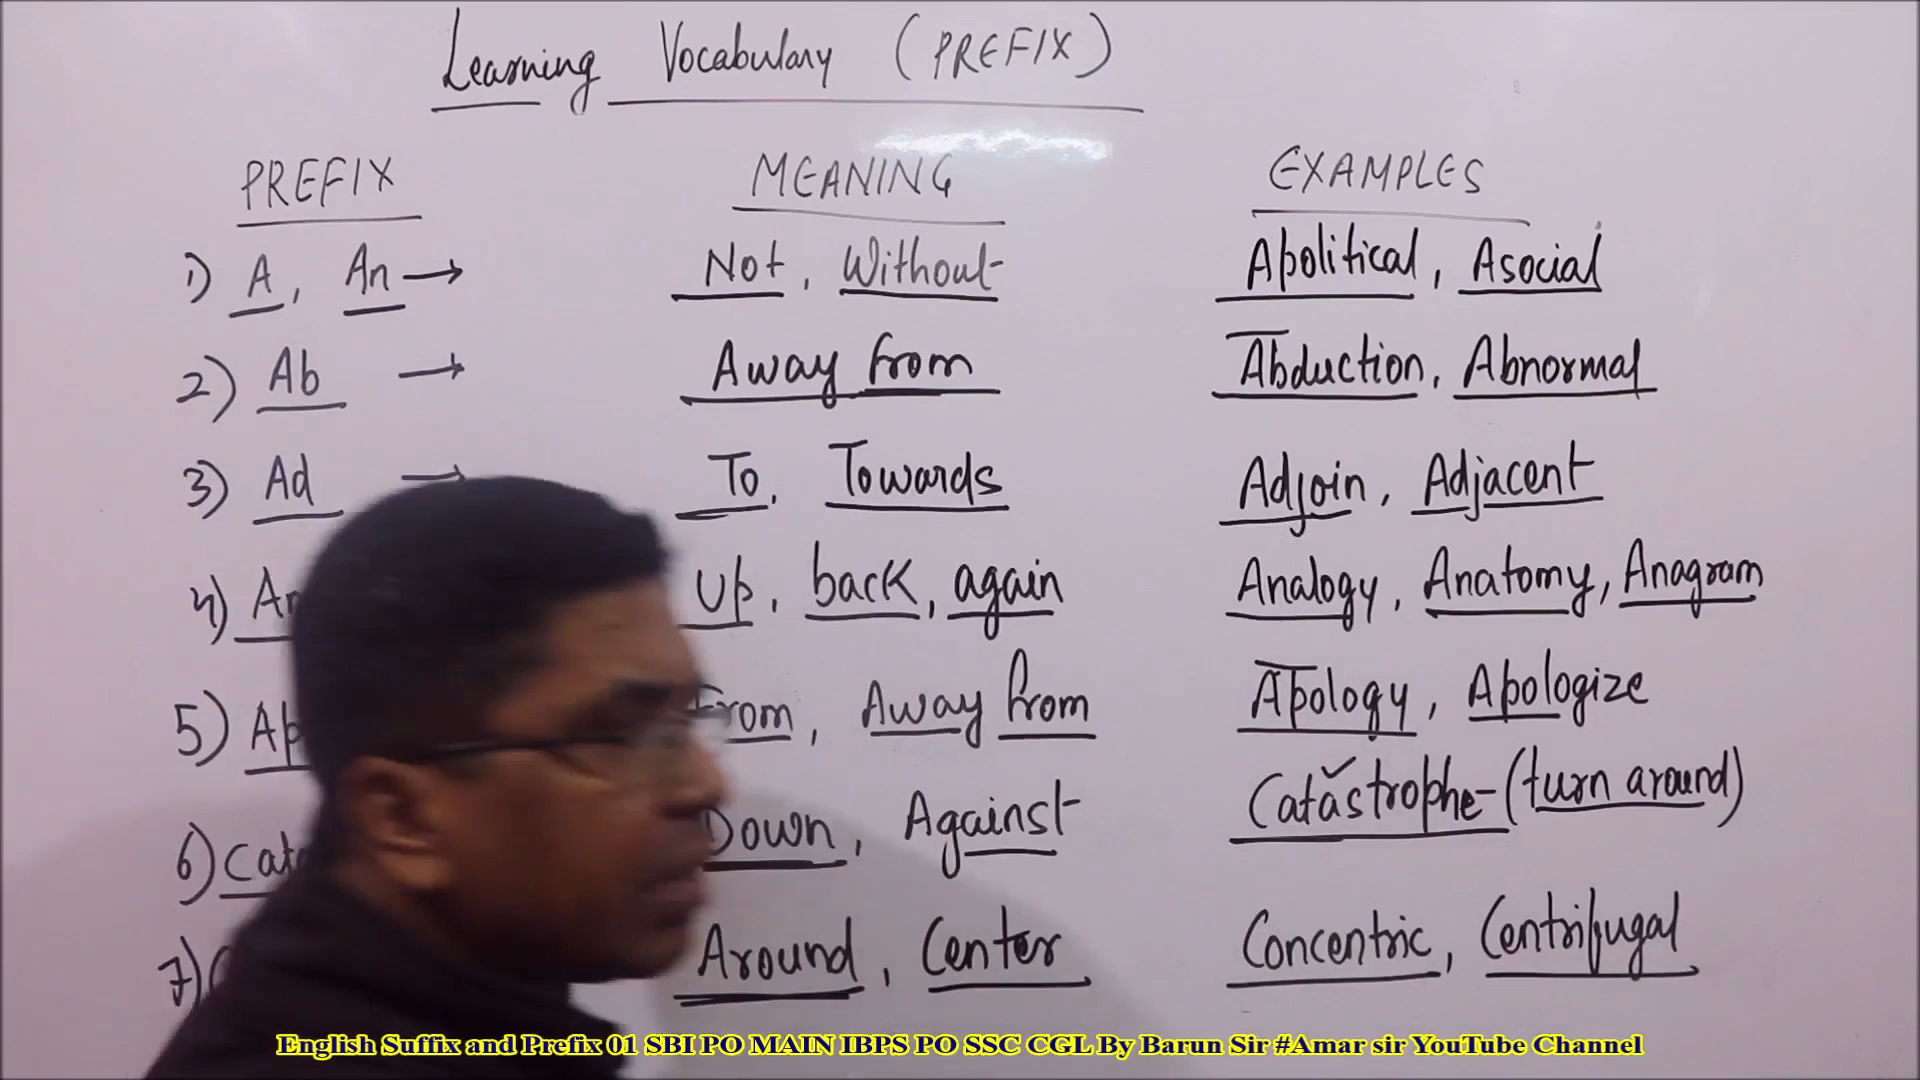 Learning Vocabulary (PREFIX)
PREFIX MEANING EXAMPLES
1) A, An → Not, Without Apolitical, Asocial
2) Ab → Away from Abduction, Abnormal
3) Ad → To, Towards Adjoin, Adjacent
4) Up, back, again Analogy, Anatomy, Anagram
5) From, Away from Apology, Apologize
6) Down, Against Catastrophe - (turn around)
7) Around, Center Concentric, Centrifugal
English Suffix and Prefix 01 SBI PO MAIN IBPS PO SSC CGL By Barun Sir #Amar sir YouTube Channel